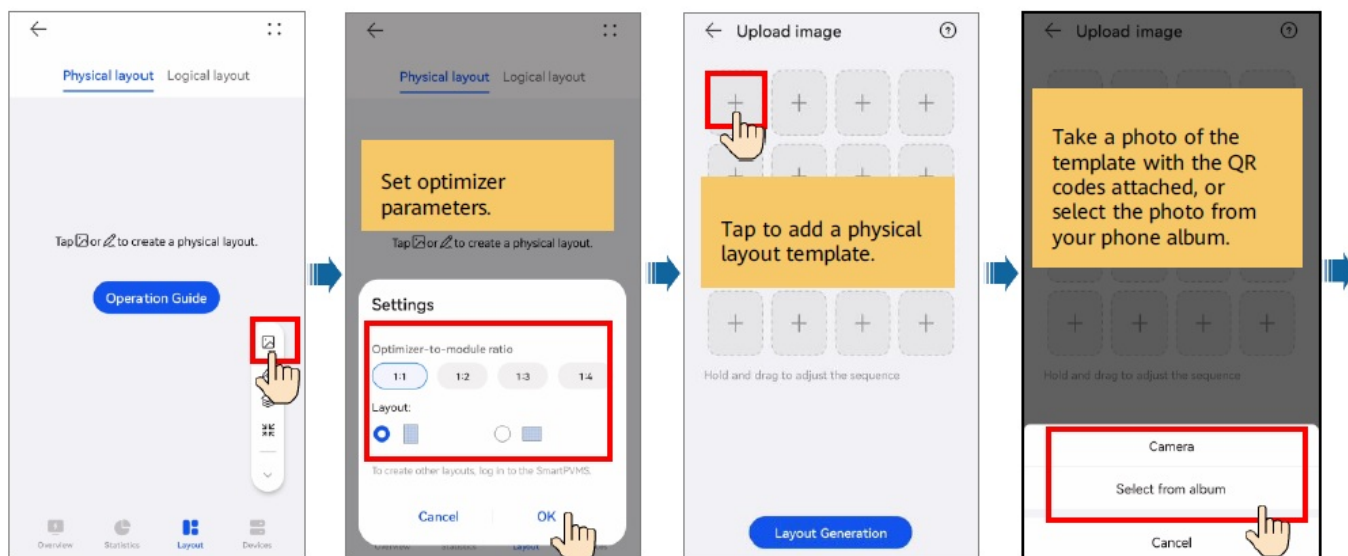 Physical layout Logical layout
Tap or to create a physical layout.
Operation Guide
Overview Statistics Layout Devices
Physical layout Logical layout
Set optimizer
parameters.
Tap or to create a physical layout.
Settings
Optimizer-to-module ratio
1:1 1:2 1:3 1:4
Layout:
To create other layouts, log in to the SmartPVMS.
Cancel OK
Overview Statistics Layout
Upload image
Tap to add a physical
layout template.
Hold and drag to adjust the sequence
Layout Generation
Upload image
Take a photo of the
template with the QR
codes attached, or
select the photo from
your phone album.
Hold and drag to adjust the sequence
Camera
Select from album
Cancel